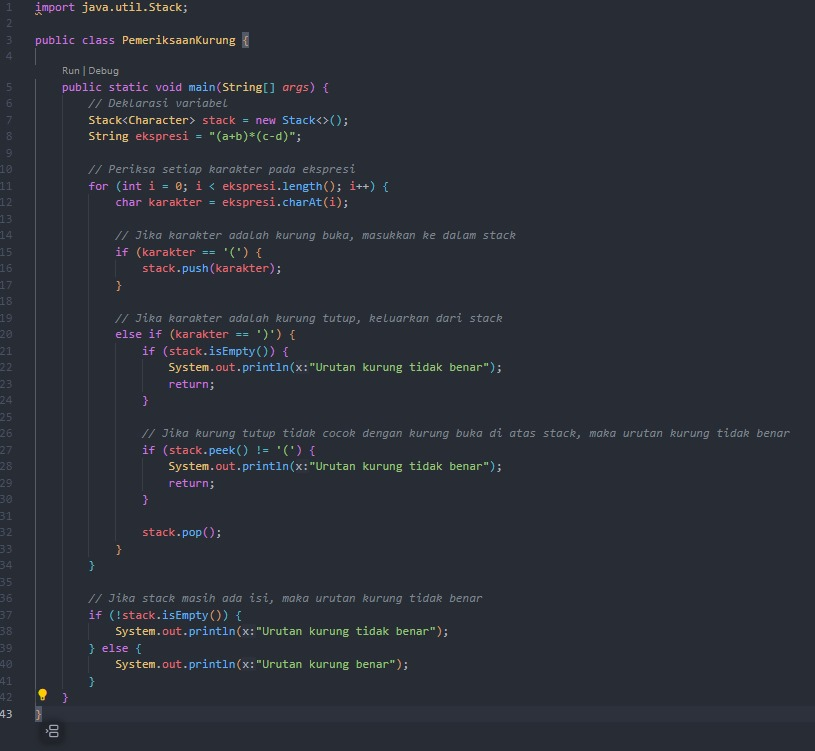 1 import java.util.Stack;
2
3 public class PemeriksaanKurung {
4
Run | Debug
5 public static void main(String[] args) {
6 // Deklarasi variabel
7 Stack<Character> stack = new Stack<>();
8 String ekspresi = "(a+b)*(c-d)";
9
10 // Periksa setiap karakter pada ekspresi
11 for (int i = 0; i < ekspresi.length(); i++) {
12 char karakter = ekspresi.charAt(i);
13
14 // Jika karakter adalah kurung buka, masukkan ke dalam stack
15 if (karakter == '(') {
16 stack.push(karakter);
17 }
18
19 // Jika karakter adalah kurung tutup, keluarkan dari stack
20 else if (karakter == ')') {
21 if (stack.isEmpty()) {
22 System.out.println(x:"Urutan kurung tidak benar");
23 return;
24 }
25
26 // Jika kurung tutup tidak cocok dengan kurung buka di atas stack, maka urutan kurung tidak benar
27 if (stack.peek() != '(') {
28 System.out.println(x:"Urutan kurung tidak benar");
29 return;
30 }
31
32 stack.pop();
33 }
34 }
35
36 // Jika stack masih ada isi, maka urutan kurung tidak benar
37 if (!stack.isEmpty()) {
38 System.out.println(x:"Urutan kurung tidak benar");
39 } else {
40 System.out.println(x:"Urutan kurung benar");
41 }
42 }
43 }